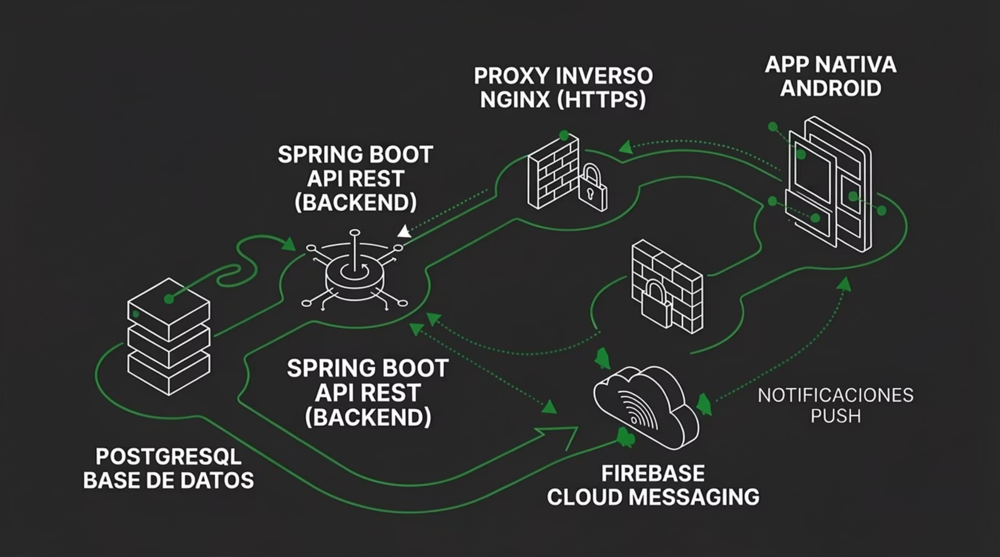 APP NATIVA
ANDROID
PROXY INVERSO
NGINX (HTTPS)
SPRING BOOT
API REST
(BACKEND)
SPRING BOOT
API REST
(BACKEND)
NOTIFICACIONES
PUSH
POSTGRESQL
BASE DE DATOS
FIREBASE
CLOUD MESSAGING